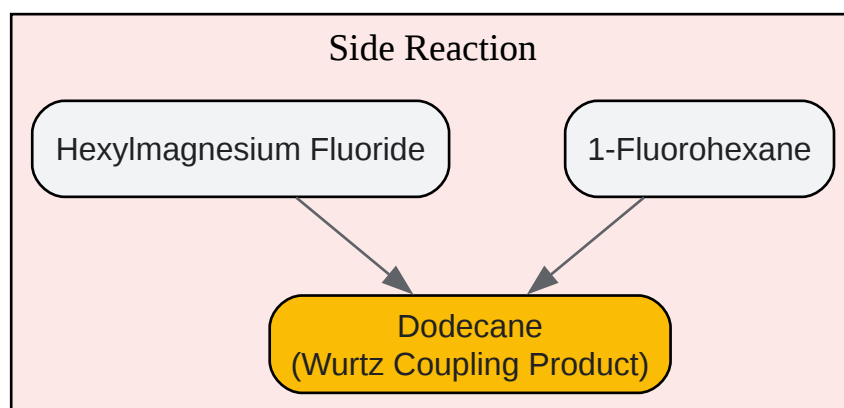 Side Reaction
Hexylmagnesium Fluoride
1-Fluorohexane
Dodecane
(Wurtz Coupling Product)